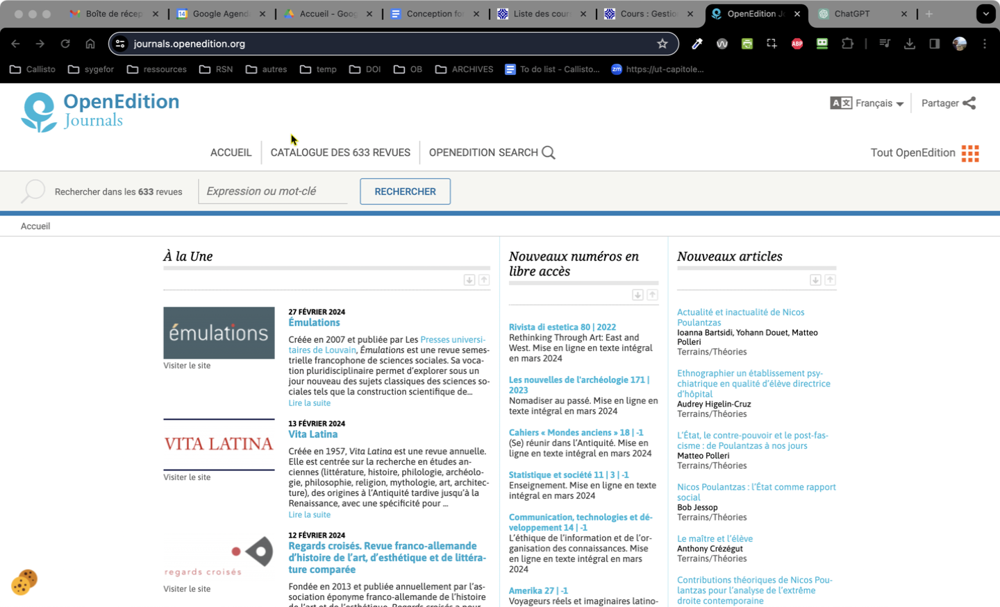 Boîte de récep
14
Google Agend
Accueil - Goog
Conception fo
Liste des cour
Cours : Gestio
OpenEdition J
ChatGPT
journals.openedition.org
ABP
Callisto
sygefor
ressources
RSN
autres
temp
DOI
OB
ARCHIVES
To do list - Callisto...
zm
https://ut-capitole...
OpenEdition
Journals
Français
Partager
ACCUEIL
CATALOGUE DES 633 REVUES
OPENEDITION SEARCH
Tout OpenEdition
Rechercher dans les 633 revues
Expression ou mot-clé
RECHERCHER
Accueil
À la Une
émulations
Visiter le site
27 FÉVRIER 2024
Émulations
Créée en 2007 et publiée par Les Presses universi-
taires de Louvain, Émulations est une revue semes-
trielle francophone de sciences sociales. Sa voca-
tion pluridisciplinaire permet d'explorer sous un
jour nouveau des sujets classiques des sciences so-
ciales tels que la construction scientifique de...
Lire la suite
VITA LATINA
Visiter le site
13 FÉVRIER 2024
Vita Latina
Créée en 1957, Vita Latina est une revue annuelle.
Elle est centrée sur la recherche en études an-
ciennes (littérature, histoire, philologie, archéolo-
gie, philosophie, religion, mythologie, art, architec-
ture), des origines à l'Antiquité tardive jusqu'à la
Renaissance, avec une spécificité pour ...
Lire la suite
regards croisés
Visiter le site
12 FÉVRIER 2024
Regards croisés. Revue franco-allemande
d'histoire de l'art, d'esthétique et de littéra-
ture comparée
Fondée en 2013 et publiée annuellement par l'as-
sociation éponyme franco-allemande de l'histoire
de l'art et de l'esthétique, Regards croisés a pour
Nouveaux numéros en
libre accès
Rivista di estetica 80 | 2022
Rethinking Through Art: East and
West. Mise en ligne en texte intégral
en mars 2024
Les nouvelles de l'archéologie 171 |
2023
Nomadiser au passé. Mise en ligne en
texte intégral en mars 2024
Cahiers « Mondes anciens » 18 | -1
(Se) réunir dans l'Antiquité. Mise en
ligne en texte intégral en mars 2024
Statistique et société 11 | 3 | -1
Enseignement. Mise en ligne en texte
intégral en mars 2024
Communication, technologies et dé-
veloppement 14 | -1
L'éthique de l'information et de l'or-
ganisation des connaissances. Mise
en ligne en texte intégral en mars
2024
Amerika 27 | -1
Voyageurs réels et imaginaires latino-
Nouveaux articles
Actualité et inactualité de Nicos
Poulantzas
Ioanna Bartsidi, Yohann Douet, Matteo
Polleri
Terrains/Théories
Ethnographier un établissement psy-
chiatrique en qualité d'élève directrice
d'hôpital
Audrey Higelin-Cruz
Terrains/Théories
L'État, le contre-pouvoir et le post-fas-
cisme : de Poulantzas à nos jours
Matteo Polleri
Terrains/Théories
Nicos Poulantzas : l'État comme rapport
social
Bob Jessop
Terrains/Théories
Le maître et l'élève
Anthony Crézégut
Terrains/Théories
Contributions théoriques de Nicos Pou-
lantzas pour l'analyse de l'extrême
droite contemporaine